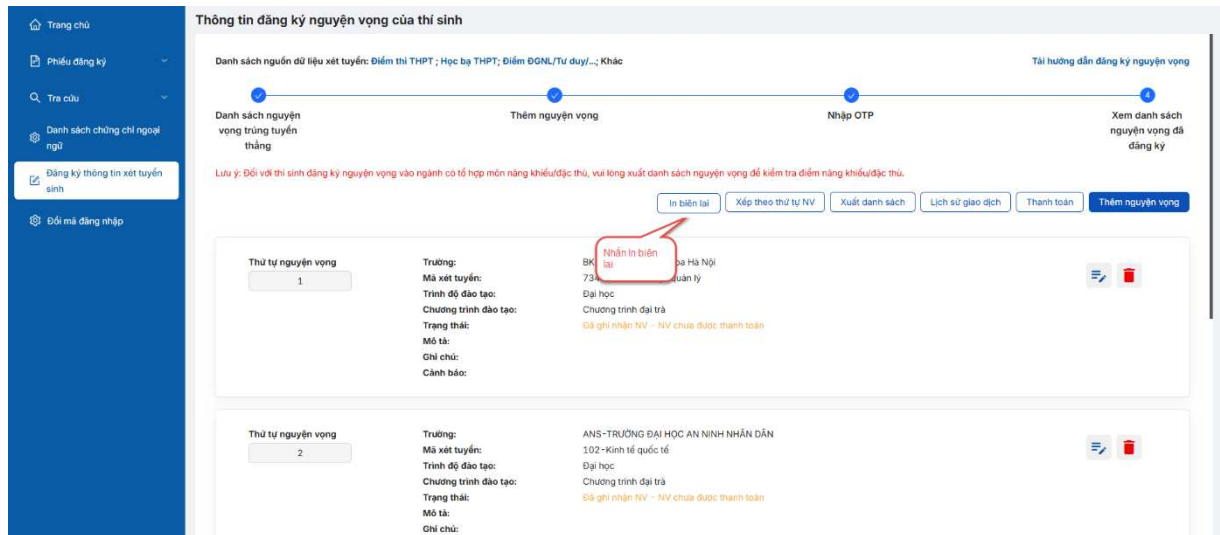 Trang chủ
Phiếu đăng ký
Tra cứu
Danh sách chứng chỉ ngoại
ngữ
Đăng ký thông tin xét tuyển
sinh
Đổi mã đăng nhập
Thông tin đăng ký nguyện vọng của thí sinh
Danh sách nguồn dữ liệu xét tuyển: Điểm thi THPT ; Học bạ THPT; Điểm ĐGNL/Tư duy/...; Khác
Tải hướng dẫn đăng ký nguyện vọng
4
Danh sách nguyện
vọng trúng tuyển
thẳng
Thêm nguyện vọng
Nhập OTP
Xem danh sách
nguyện vọng đã
đăng ký
Lưu ý: Đối với thí sinh đăng ký nguyện vọng vào ngành có tổ hợp môn năng khiếu/đặc thù, vui lòng xuất danh sách nguyện vọng để kiểm tra điểm năng khiếu/đặc thù.
In biên lai
Xếp theo thứ tự NV
Xuất danh sách
Lịch sử giao dịch
Thanh toán
Thêm nguyện vọng
Nhấn In biên
lai
Thứ tự nguyện vọng
1
Trường: BK oa Hà Nội
Mã xét tuyển: 734 quản lý
Trình độ đào tạo: Đại học
Chương trình đào tạo: Chương trình đại trà
Trạng thái: Đã ghi nhận NV - NV chưa được thanh toán
Mô tả:
Ghi chú:
Cảnh báo:
Thứ tự nguyện vọng
2
Trường: ANS-TRƯỜNG ĐẠI HỌC AN NINH NHÂN DÂN
Mã xét tuyển: 102-Kinh tế quốc tế
Trình độ đào tạo: Đại học
Chương trình đào tạo: Chương trình đại trà
Trạng thái: Đã ghi nhận NV - NV chưa được thanh toán
Mô tả:
Ghi chú: